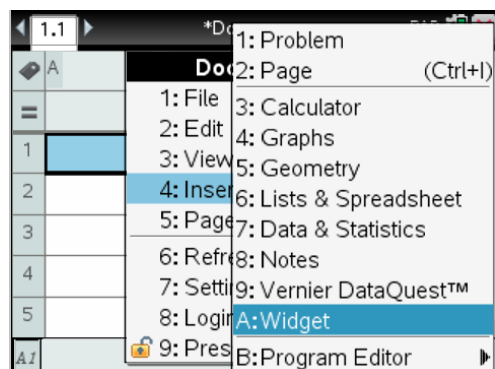 1.1 *Do
A
Doc
1: File
2: Edit
3: View
4: Inser
5: Page
6: Refre
7: Settin
8: Login
9: Pres
1: Problem
2: Page (Ctrl+I)
3: Calculator
4: Graphs
5: Geometry
6: Lists & Spreadsheet
7: Data & Statistics
8: Notes
9: Vernier DataQuest™
A: Widget
B: Program Editor
=
1
2
3
4
5
A1